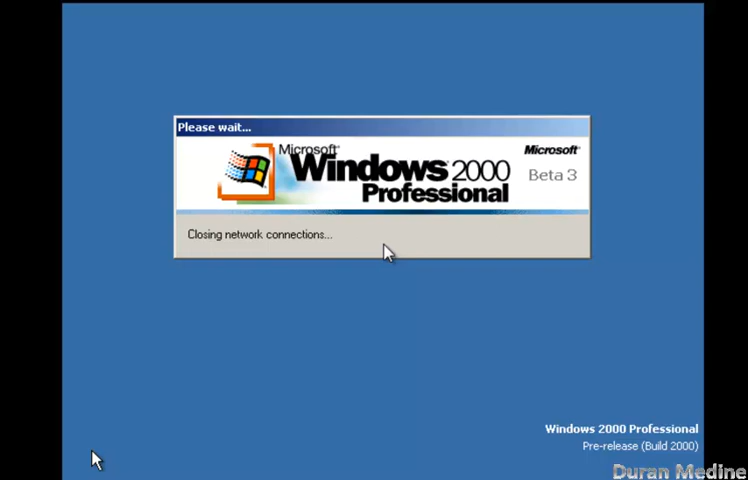 Please wait...
Microsoft®
Microsoft®
Windows 2000
Beta 3
Professional
Closing network connections...
Windows 2000 Professional
Pre-release (Build 2000)
Duran Medine